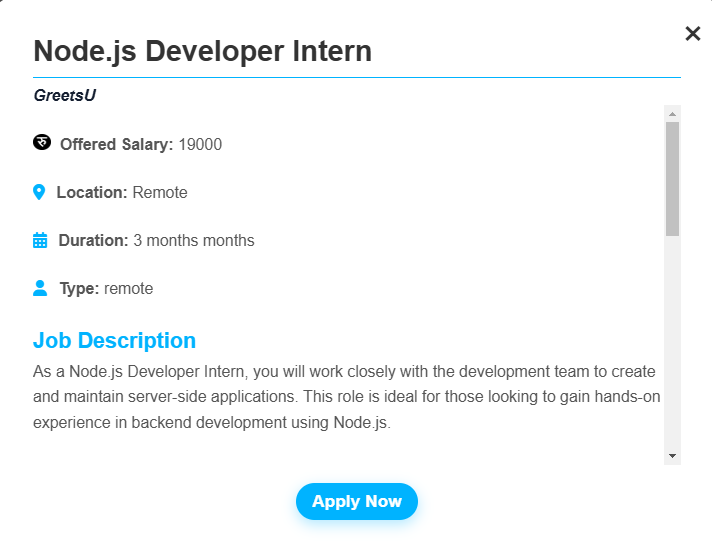 Node.js Developer Intern
GreetsU
रु Offered Salary: 19000
Location: Remote
Duration: 3 months months
Type: remote
Job Description
As a Node.js Developer Intern, you will work closely with the development team to create
and maintain server-side applications. This role is ideal for those looking to gain hands-on
experience in backend development using Node.js.
Apply Now